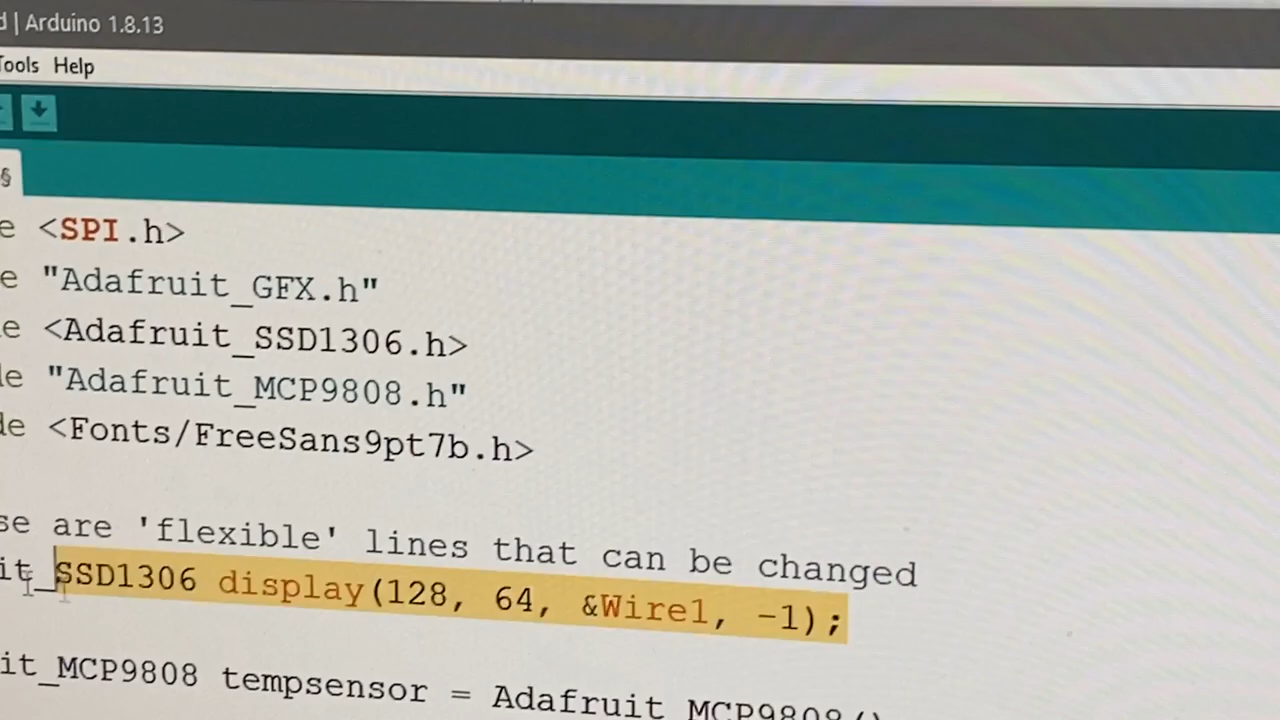 d | Arduino 1.8.13
Tools Help
§
e <SPI.h>
e "Adafruit_GFX.h"
e <Adafruit_SSD1306.h>
de "Adafruit_MCP9808.h"
de <Fonts/FreeSans9pt7b.h>
se are 'flexible' lines that can be changed
it_SSD1306 display(128, 64, &Wire1, -1);
it_MCP9808 tempsensor = Adafruit_MCP9808()